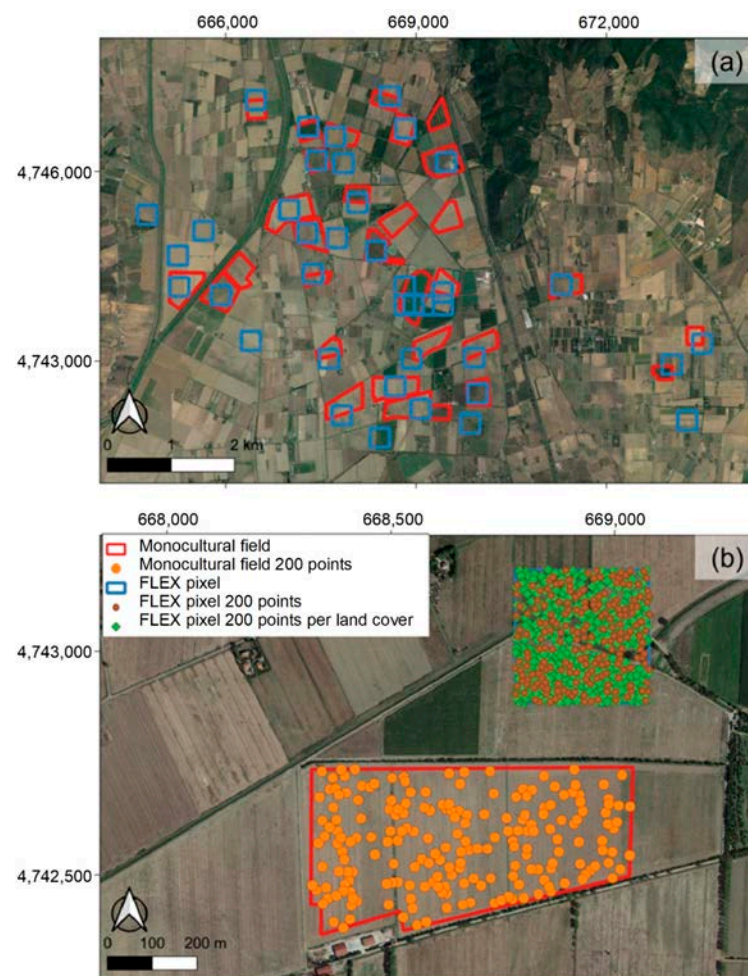 666,000 669,000 672,000
(a)
4,746,000
4,743,000
0 1 2 km
668,000 668,500 669,000
Monocultural field
(b)
Monocultural field 200 points
FLEX pixel
FLEX pixel 200 points
FLEX pixel 200 points per land cover
4,743,000
4,742,500
0 100 200 m